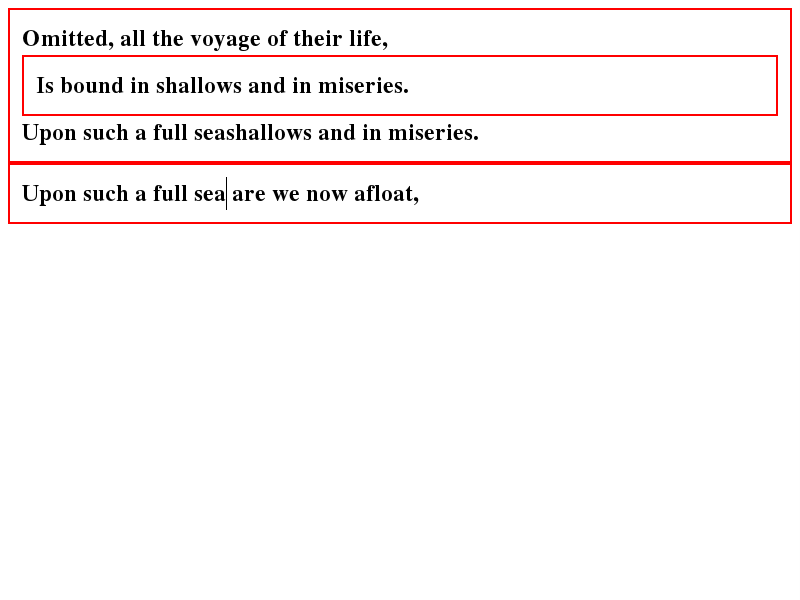 Omitted, all the voyage of their life,
Is bound in shallows and in miseries.
Upon such a full seashallows and in miseries.
Upon such a full sea are we now afloat,